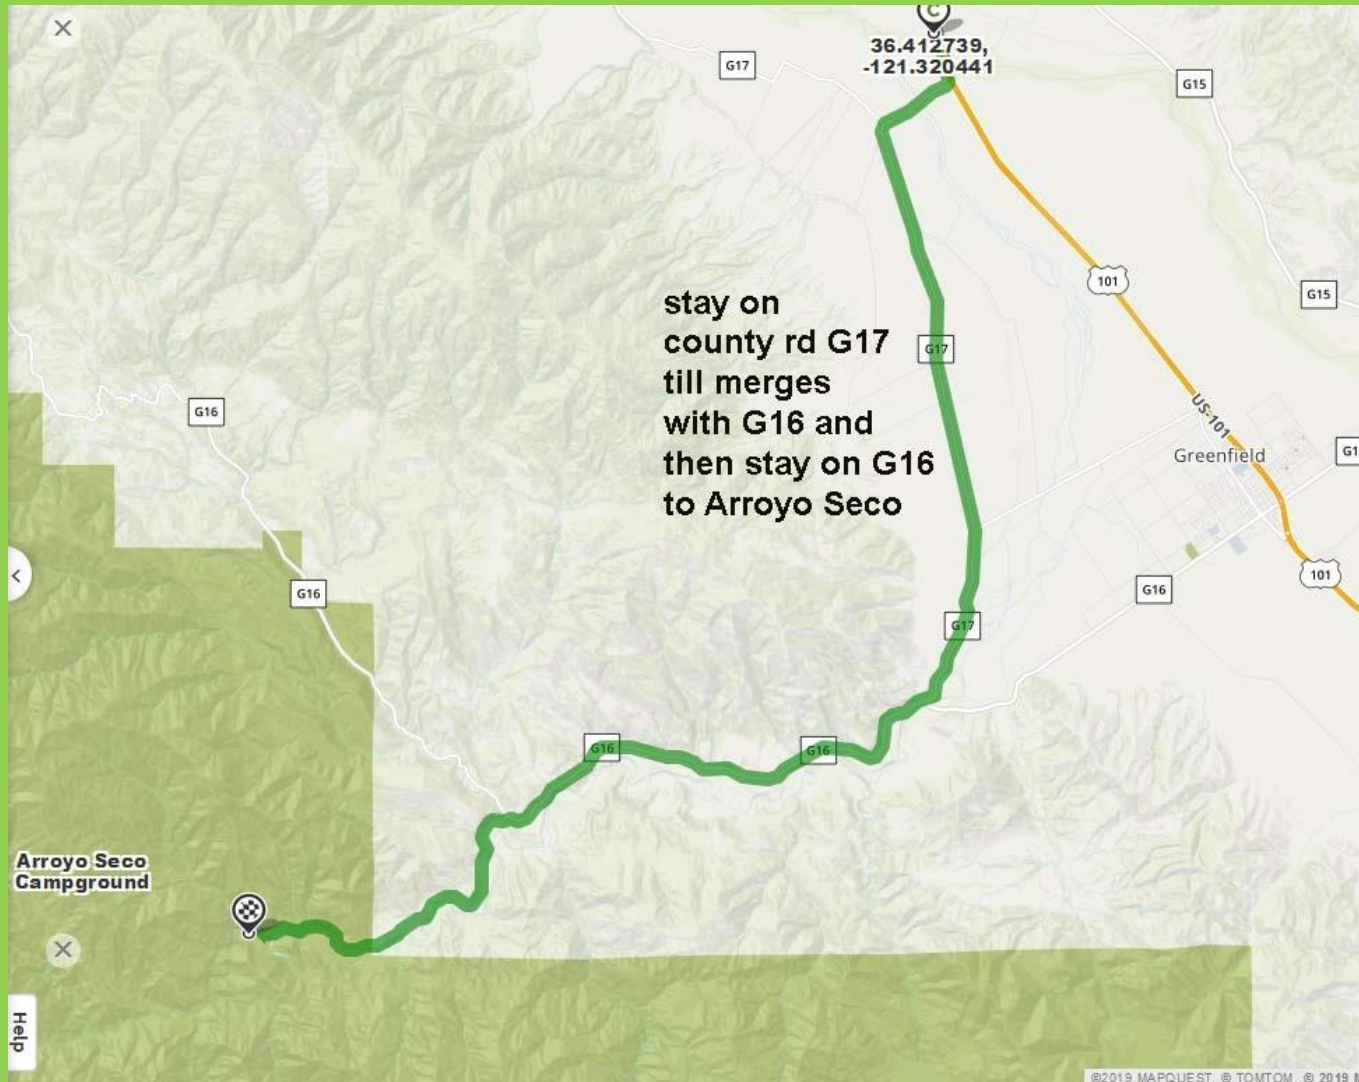 C
36.412739,
-121.320441
G17
G15
101
G15
stay on
county rd G17
till merges
with G16 and
then stay on G16
to Arroyo Seco
G17
US-101
G16
Greenfield
G1
101
G16
G16
G17
G16
G16
Arroyo Seco
Campground
Help
©2019 MAPQUEST © TOMTOM © 2019